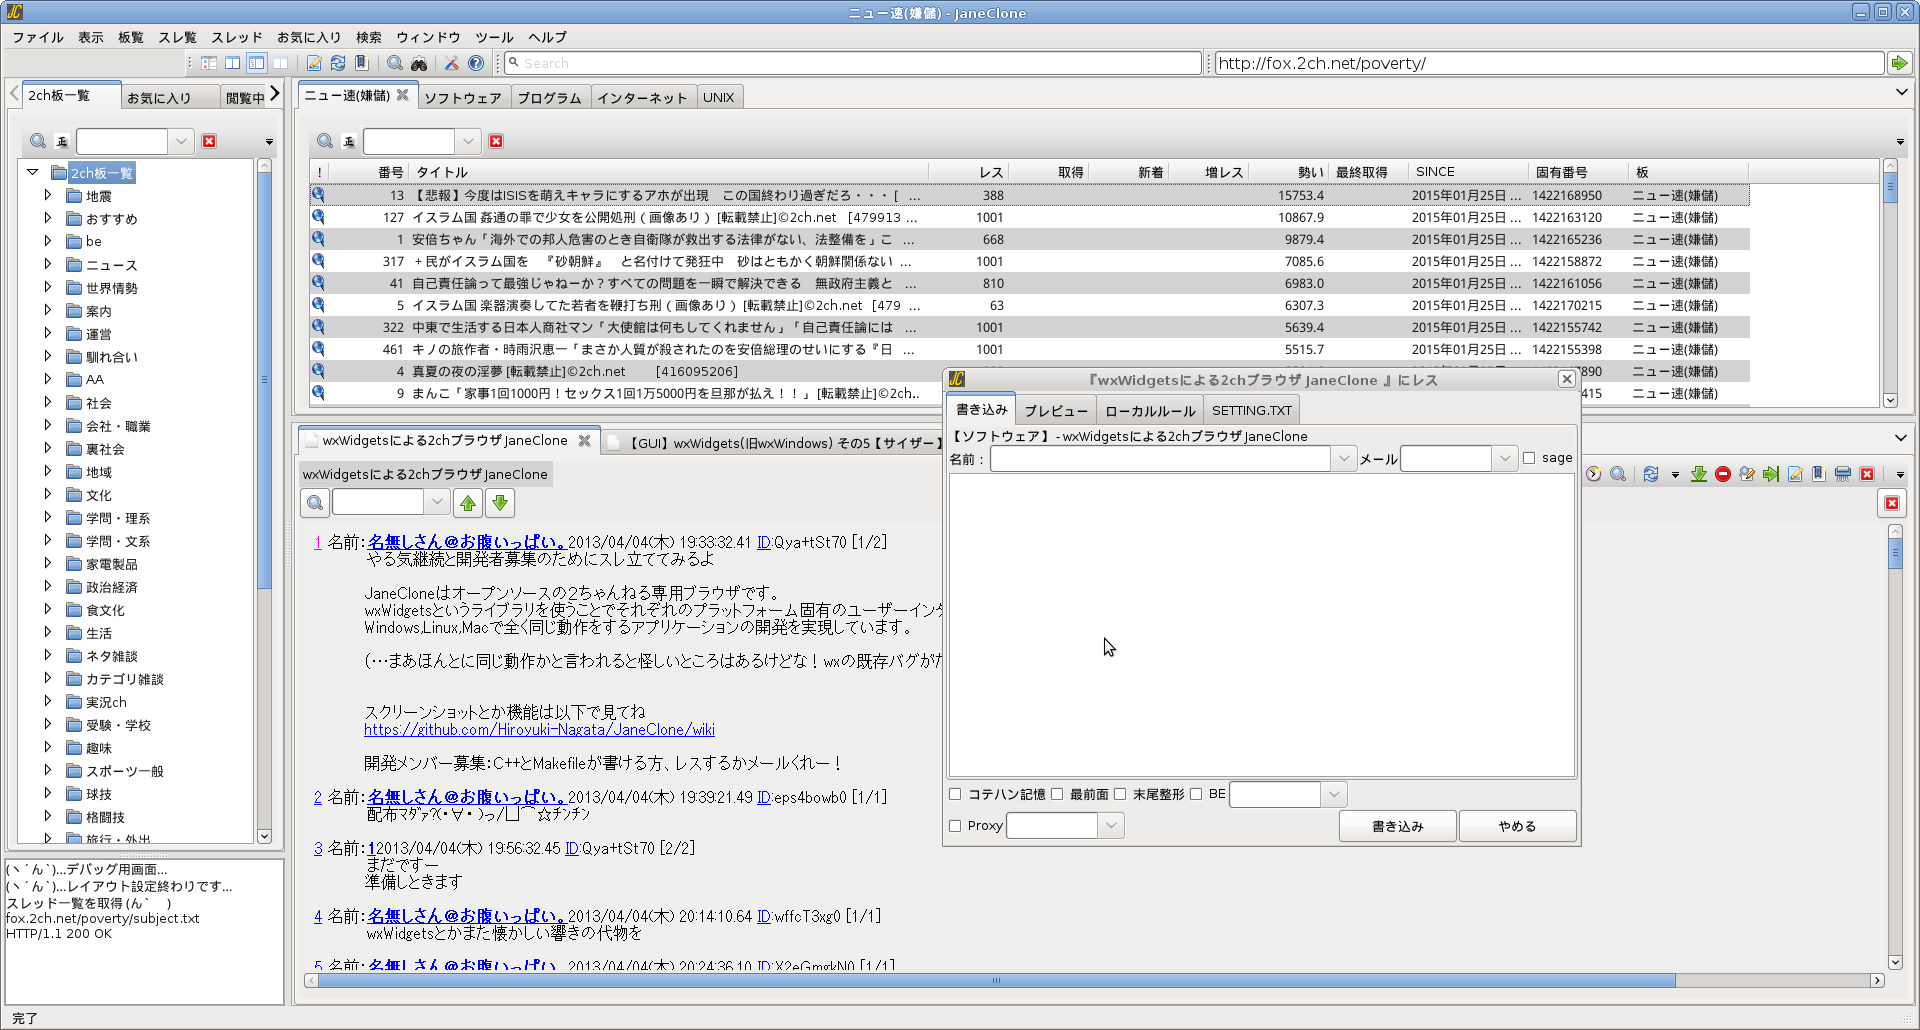 ニュー速(嫌儲) - JaneClone
ファイル 表示 板覧 スレ覧 スレッド お気に入り 検索 ウィンドウ ツール ヘルプ
Search
http://fox.2ch.net/poverty/
2ch板一覧 お気に入り 閲覧中
ニュー速(嫌儲) ソフトウェア プログラム インターネット UNIX
2ch板一覧
地震
おすすめ
be
ニュース
世界情勢
案内
運営
馴れ合い
AA
社会
会社・職業
裏社会
地域
文化
学問・理系
学問・文系
家電製品
政治経済
食文化
生活
ネタ雑談
カテゴリ雑談
実況ch
受験・学校
趣味
スポーツ一般
球技
格闘技
旅行・外出
! 番号 タイトル レス 取得 新着 増レス 勢い 最終取得 SINCE 固有番号 板
13 【悲報】今度はISISを萌えキャラにするアホが出現　この国終わり過ぎだろ・・・ [ ... 388 15753.4 2015年01月25日 ... 1422168950 ニュー速(嫌儲)
127 イスラム国 姦通の罪で少女を公開処刑 ( 画像あり ) [転載禁止]©2ch.net [479913 ... 1001 10867.9 2015年01月25日 ... 1422163120 ニュー速(嫌儲)
1 安倍ちゃん「海外での邦人危害のとき自衛隊が救出する法律がない、法整備を」こ ... 668 9879.4 2015年01月25日 ... 1422165236 ニュー速(嫌儲)
317 +民がイスラム国を　『砂朝鮮』　と名付けて発狂中　砂はともかく朝鮮関係ない ... 1001 7085.6 2015年01月25日 ... 1422158872 ニュー速(嫌儲)
41 自己責任論って最強じゃねーか？すべての問題を一瞬で解決できる　無政府主義と ... 810 6983.0 2015年01月25日 ... 1422161056 ニュー速(嫌儲)
5 イスラム国 楽器演奏してた若者を鞭打ち刑 ( 画像あり ) [転載禁止]©2ch.net [479 ... 63 6307.3 2015年01月25日 ... 1422170215 ニュー速(嫌儲)
322 中東で生活する日本人商社マン「大使館は何もしてくれません」「自己責任論には ... 1001 5639.4 2015年01月25日 ... 1422155742 ニュー速(嫌儲)
461 キノの旅作者・時雨沢恵一「まさか人質が殺されたのを安倍総理のせいにする『日 ... 1001 5515.7 2015年01月25日 ... 1422155398 ニュー速(嫌儲)
4 真夏の夜の淫夢 [転載禁止]©2ch.net [416095206] 7890 ニュー速(嫌儲)
9 まんこ「家事1回1000円！セックス1回1万5000円を旦那が払え！！」 [転載禁止]©2ch.. 415 ニュー速(嫌儲)
wxWidgetsによる2chブラウザ JaneClone 【GUI】wxWidgets(旧wxWindows) その5【サイザー】
wxWidgetsによる2chブラウザ JaneClone
1 名前：名無しさん＠お腹いっぱい。2013/04/04(木) 19:33:32.41 ID:Qya+tSt70 [1/2]
やる気継続と開発者募集のためにスレ立ててみるよ
JaneCloneはオープンソースの2ちゃんねる専用ブラウザです。
wxWidgetsというライブラリを使うことでそれぞれのプラットフォーム固有のユーザーインタ
Windows,Linux,Macで全く同じ動作をするアプリケーションの開発を実現しています。
(…まあほんとに同じ動作かと言われると怪しいところはあるけどな！wxの既存バグがた
スクリーンショットとか機能は以下で見てね
https://github.com/Hiroyuki-Nagata/JaneClone/wiki
開発メンバー募集：C++とMakefileが書ける方、レスするかメールくれー！
2 名前：名無しさん＠お腹いっぱい。2013/04/04(木) 19:39:21.49 ID:eps4bowb0 [1/1]
配布ﾏﾀﾞｧ?(・∀・ )っ/凵⌒☆ﾁﾝﾁﾝ
3 名前：12013/04/04(木) 19:56:32.45 ID:Qya+tSt70 [2/2]
まだですー
準備しときます
4 名前：名無しさん＠お腹いっぱい。2013/04/04(木) 20:14:10.64 ID:wffcT3xg0 [1/1]
wxWidgetsとかまた懐かしい響きの代物を
5 名前：名無しさん＠お腹いっぱい。2013/04/04(木) 20:24:36.10 ID:X2eGmgkN0 [1/1]
『wxWidgetsによる2chブラウザ JaneClone 』にレス
書き込み プレビュー ローカルルール SETTING.TXT
【ソフトウェア】 - wxWidgetsによる2chブラウザ JaneClone
名前： メール sage
コテハン記憶 最前面 末尾整形 BE
Proxy 書き込み やめる
(ヽ´ん`)...デバッグ用画面...
(ヽ´ん`)...レイアウト設定終わりです...
スレッド一覧を取得 (ん`　)
fox.2ch.net/poverty/subject.txt
HTTP/1.1 200 OK
完了